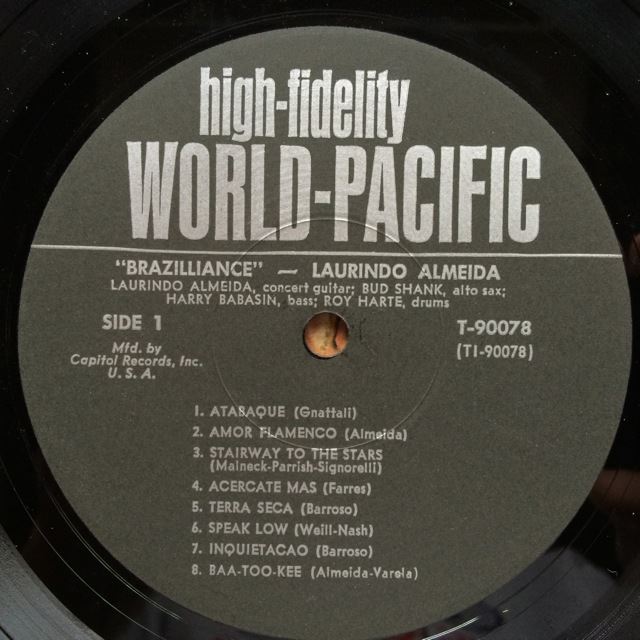 high-fidelity
WORLD-PACIFIC
"BRAZILLIANCE" — LAURINDO ALMEIDA
LAURINDO ALMEIDA, concert guitar; BUD SHANK, alto sax;
HARRY BABASIN, bass; ROY HARTE, drums
SIDE 1
T-90078
Mfd. by
(T1-90078)
Capitol Records, Inc.
U. S. A.
1. ATABAQUE (Gnattali)
2. AMOR FLAMENCO (Almeida)
3. STAIRWAY TO THE STARS
(Malneck-Parrish-Signorelli)
4. ACERCATE MAS (Farres)
5. TERRA SECA (Barroso)
6. SPEAK LOW (Weill-Nash)
7. INQUIETACAO (Barroso)
8. BAA-TOO-KEE (Almeida-Varela)